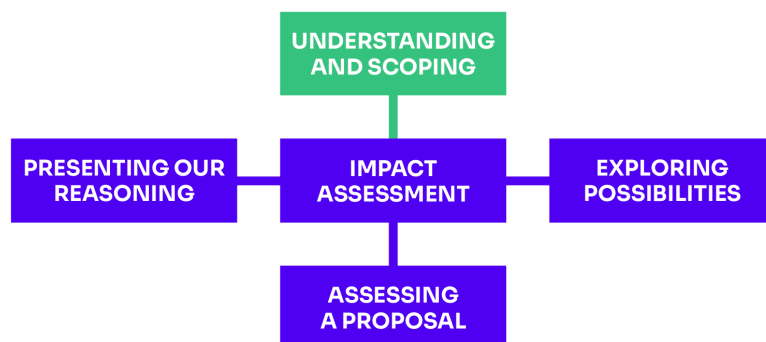 UNDERSTANDING
AND SCOPING
PRESENTING OUR
REASONING
IMPACT
ASSESSMENT
EXPLORING
POSSIBILITIES
ASSESSING
A PROPOSAL